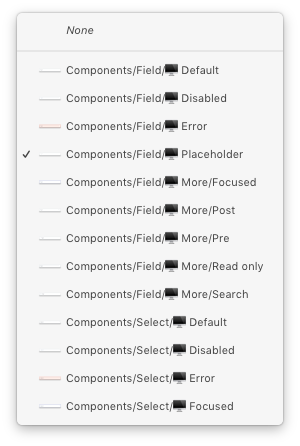 None
Components/Field/🖥 Default
Components/Field/🖥 Disabled
Components/Field/🖥 Error
✓ Components/Field/🖥 Placeholder
Components/Field/🖥 More/Focused
Components/Field/🖥 More/Post
Components/Field/🖥 More/Pre
Components/Field/🖥 More/Read only
Components/Field/🖥 More/Search
Components/Select/🖥 Default
Components/Select/🖥 Disabled
Components/Select/🖥 Error
Components/Select/🖥 Focused